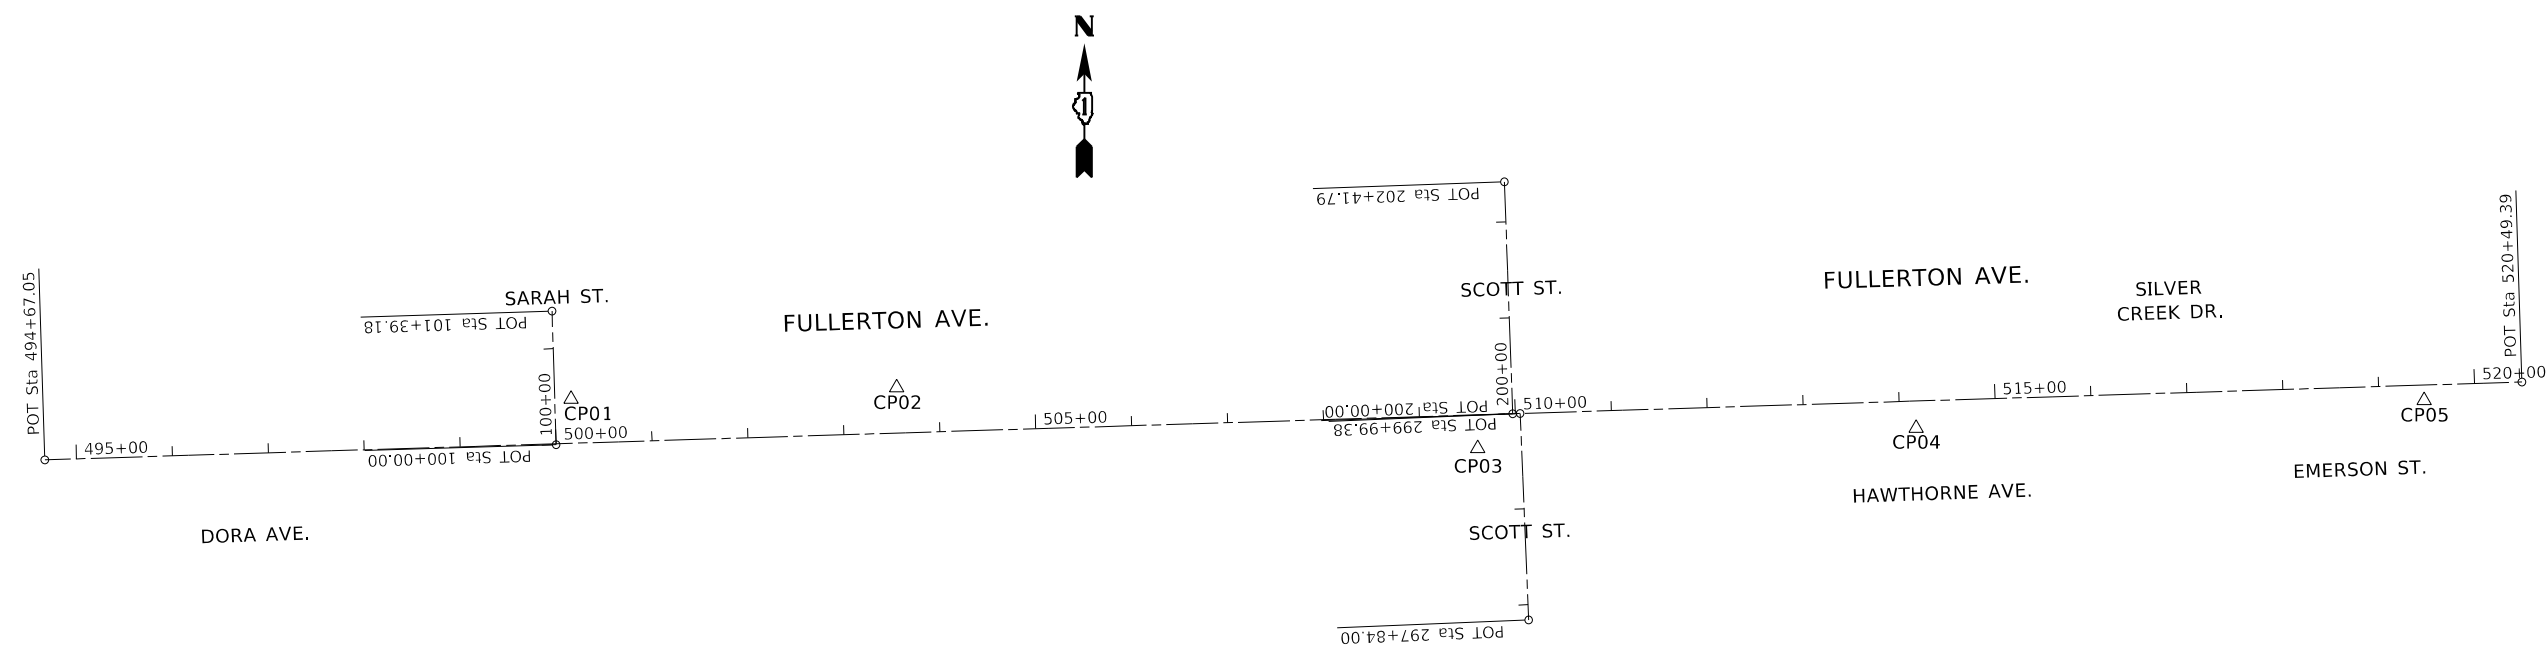 N
1
POT Sta 202+41.79
POT Sta 494+67.05
SARAH ST.
POT Sta 101+39.18
FULLERTON AVE.
SCOTT ST.
FULLERTON AVE.
SILVER
CREEK DR.
POT Sta 520+49.39
100+00
CP01
CP02
200+00
POT Sta 200+00.00
POT Sta 299+99.38
510+00
515+00
520+00
CP05
495+00
POT Sta 100+00.00
500+00
505+00
CP03
CP04
EMERSON ST.
HAWTHORNE AVE.
DORA AVE.
SCOTT ST.
POT Sta 297+84.00